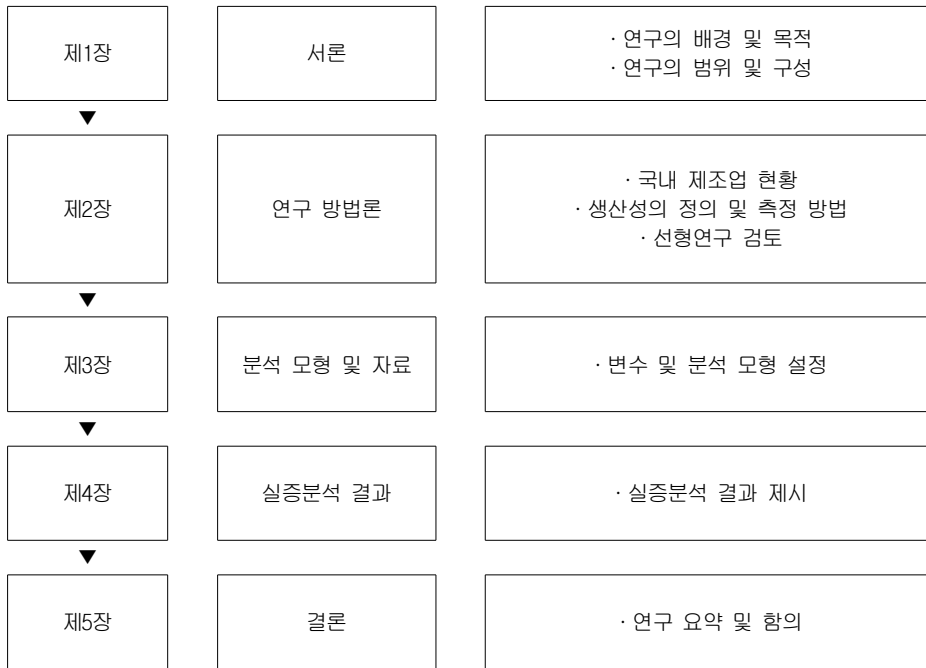 제1장
서론
· 연구의 배경 및 목적
· 연구의 범위 및 구성
▼
제2장
연구 방법론
· 국내 제조업 현황
· 생산성의 정의 및 측정 방법
· 선형연구 검토
▼
제3장
분석 모형 및 자료
· 변수 및 분석 모형 설정
▼
제4장
실증분석 결과
· 실증분석 결과 제시
▼
제5장
결론
· 연구 요약 및 함의